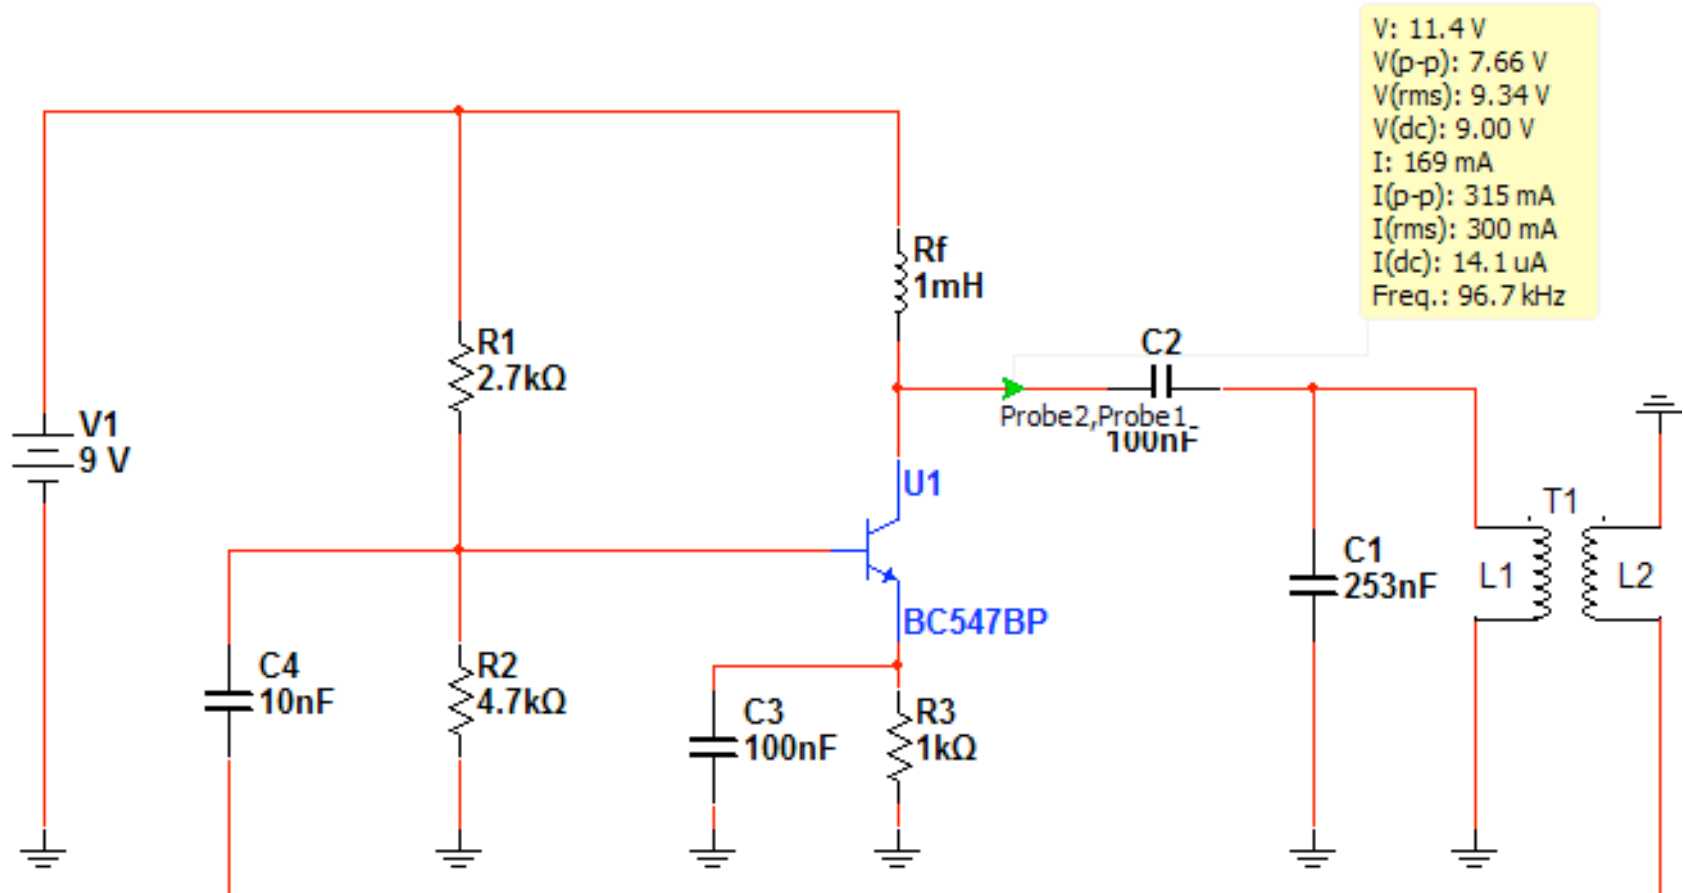 V: 11.4 V
V(p-p): 7.66 V
V(rms): 9.34 V
V(dc): 9.00 V
I: 169 mA
I(p-p): 315 mA
I(rms): 300 mA
I(dc): 14.1 uA
Freq.: 96.7 kHz
Rf
1mH
R1
2.7kΩ
C2
Probe2,Probe1_
100nF
V1
9 V
U1
T1
C1
253nF
L1
L2
BC547BP
C4
10nF
R2
4.7kΩ
C3
100nF
R3
1kΩ